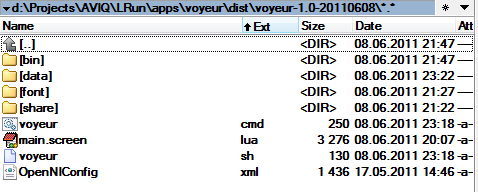 d:\Projects\AVIQ\LRun\apps\voyeur\dist\voyeur-1.0-20110608\*.* * ▼
Name ↑Ext Size Date Att
[..] <DIR> 08.06.2011 21:47 ----
[bin] <DIR> 08.06.2011 21:47 ----
[data] <DIR> 08.06.2011 23:22 ----
[font] <DIR> 08.06.2011 21:27 ----
[share] <DIR> 08.06.2011 21:22 ----
voyeur cmd 250 08.06.2011 23:18 -a-
main.screen lua 3 276 08.06.2011 20:07 -a-
voyeur sh 130 08.06.2011 23:18 -a-
OpenNIConfig xml 1 436 17.05.2011 14:46 -a-